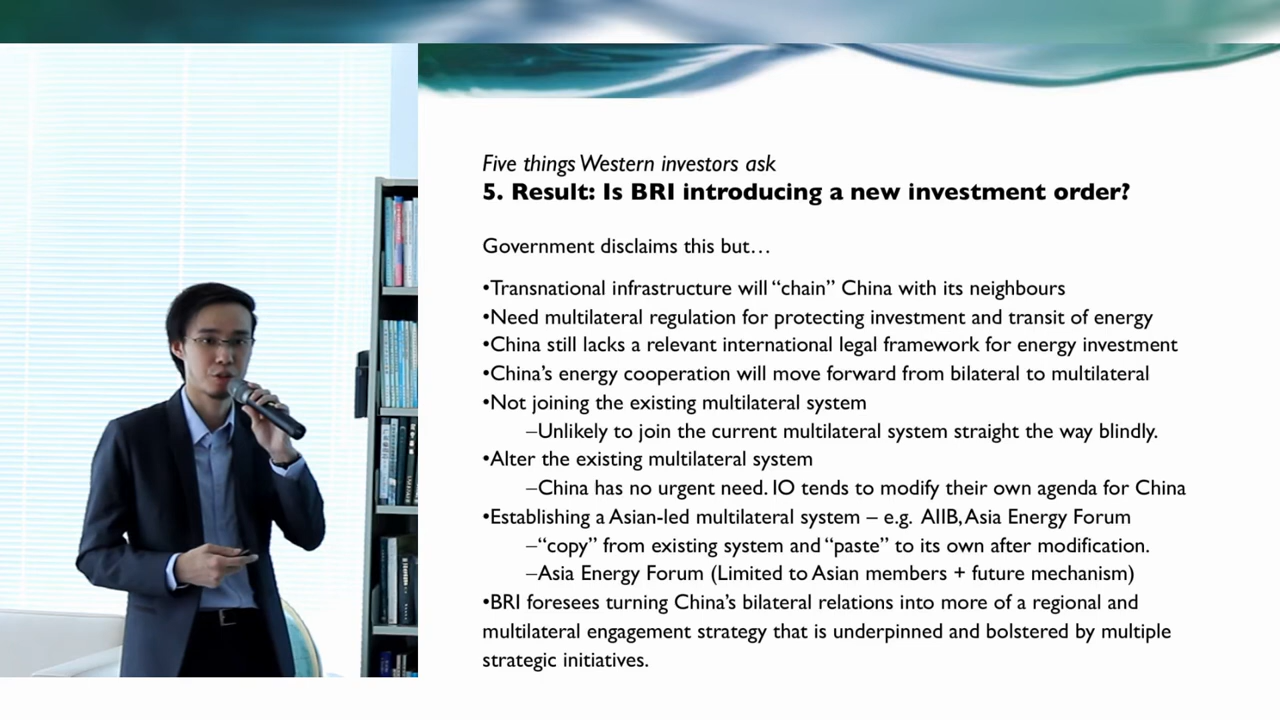 Five things Western investors ask
5. Result: Is BRI introducing a new investment order?
Government disclaims this but…
•Transnational infrastructure will “chain” China with its neighbours
•Need multilateral regulation for protecting investment and transit of energy
•China still lacks a relevant international legal framework for energy investment
•China’s energy cooperation will move forward from bilateral to multilateral
•Not joining the existing multilateral system
–Unlikely to join the current multilateral system straight the way blindly.
•Alter the existing multilateral system
–China has no urgent need. IO tends to modify their own agenda for China
•Establishing a Asian-led multilateral system – e.g. AIIB, Asia Energy Forum
–“copy” from existing system and “paste” to its own after modification.
–Asia Energy Forum (Limited to Asian members + future mechanism)
•BRI foresees turning China’s bilateral relations into more of a regional and
multilateral engagement strategy that is underpinned and bolstered by multiple
strategic initiatives.